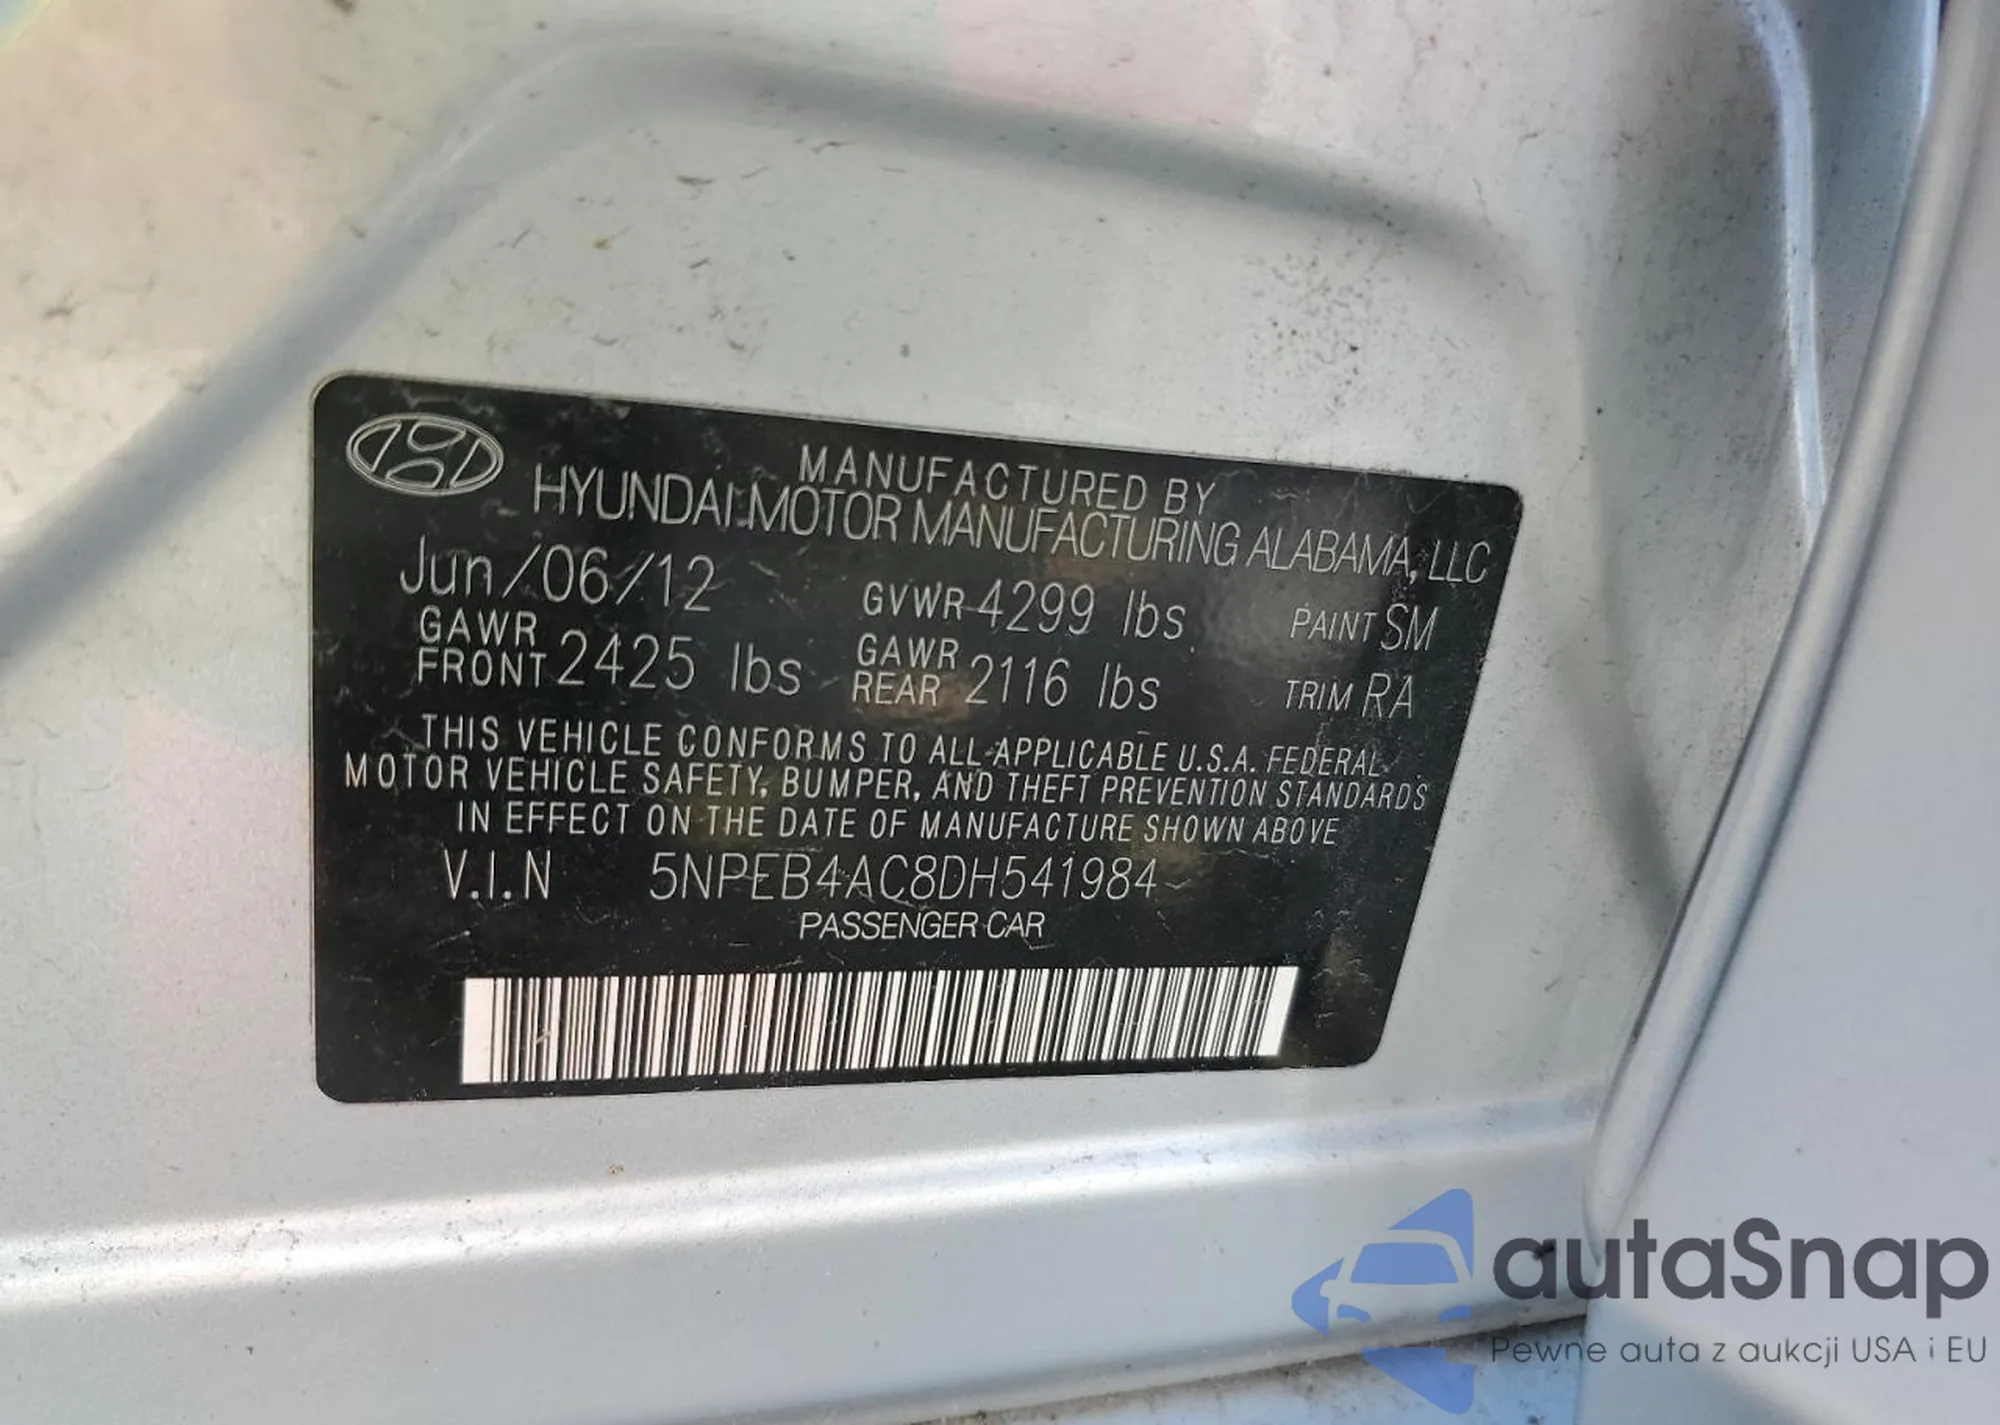 MANUFACTURED BY
HYUNDAI MOTOR MANUFACTURING ALABAMA, LLC
Jun/06/12 GVWR 4299 lbs PAINT SM
GAWR FRONT 2425 lbs GAWR REAR 2116 lbs TRIM RA
THIS VEHICLE CONFORMS TO ALL APPLICABLE U.S.A. FEDERAL
MOTOR VEHICLE SAFETY, BUMPER, AND THEFT PREVENTION STANDARDS
IN EFFECT ON THE DATE OF MANUFACTURE SHOWN ABOVE
V.I.N 5NPEB4AC8DH541984
PASSENGER CAR
autaSnap
Pewne auta z aukcji USA i EU